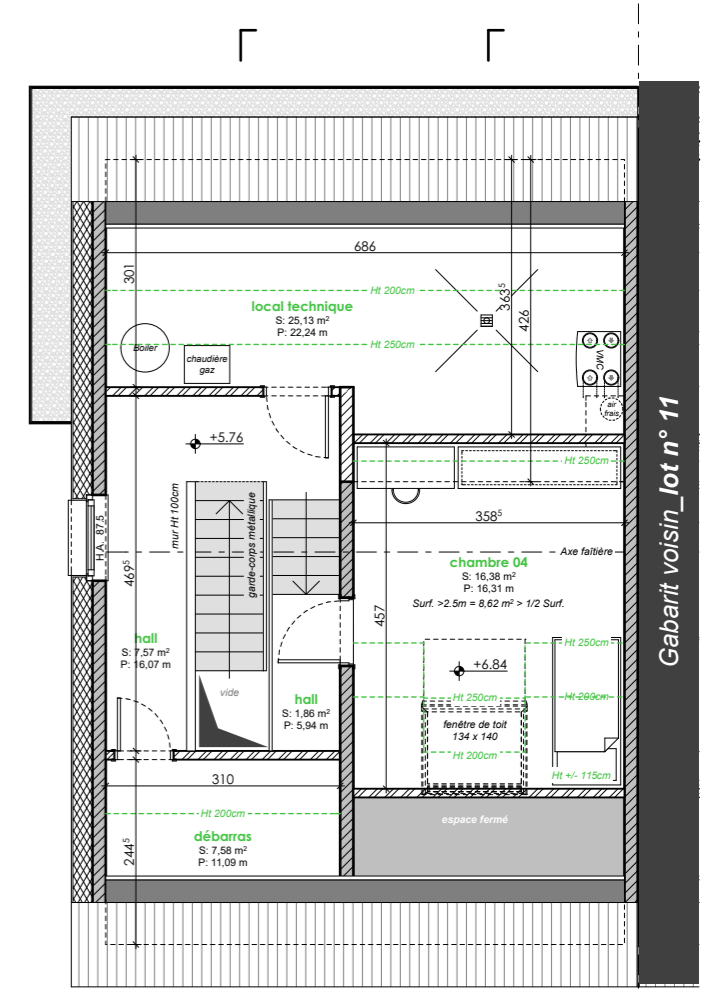 686
301
363⁵
426
Ht 200cm
local technique
S: 25,13 m²
P: 22,24 m
Ht 250cm
Boiler
chaudière
gaz
VMC
air
frais
+5.76
Ht 250cm
mur Ht 100cm
garde-corps métallique
358⁵
H.A. 87.5
469⁵
Axe faîtière
chambre 04
S: 16,38 m²
P: 16,31 m
Surf. >2.5m = 8,62 m² > 1/2 Surf.
457
hall
S: 7,57 m²
P: 16,07 m
Ht 250cm
+6.84
vide
hall
S: 1,86 m²
P: 5,94 m
Ht 250cm
Ht 200cm
fenêtre de toit
134 x 140
Ht 200cm
Ht +/- 115cm
310
Ht 200cm
débarras
S: 7,58 m²
P: 11,09 m
244⁵
espace fermé
Gabarit voisin_lot n° 11